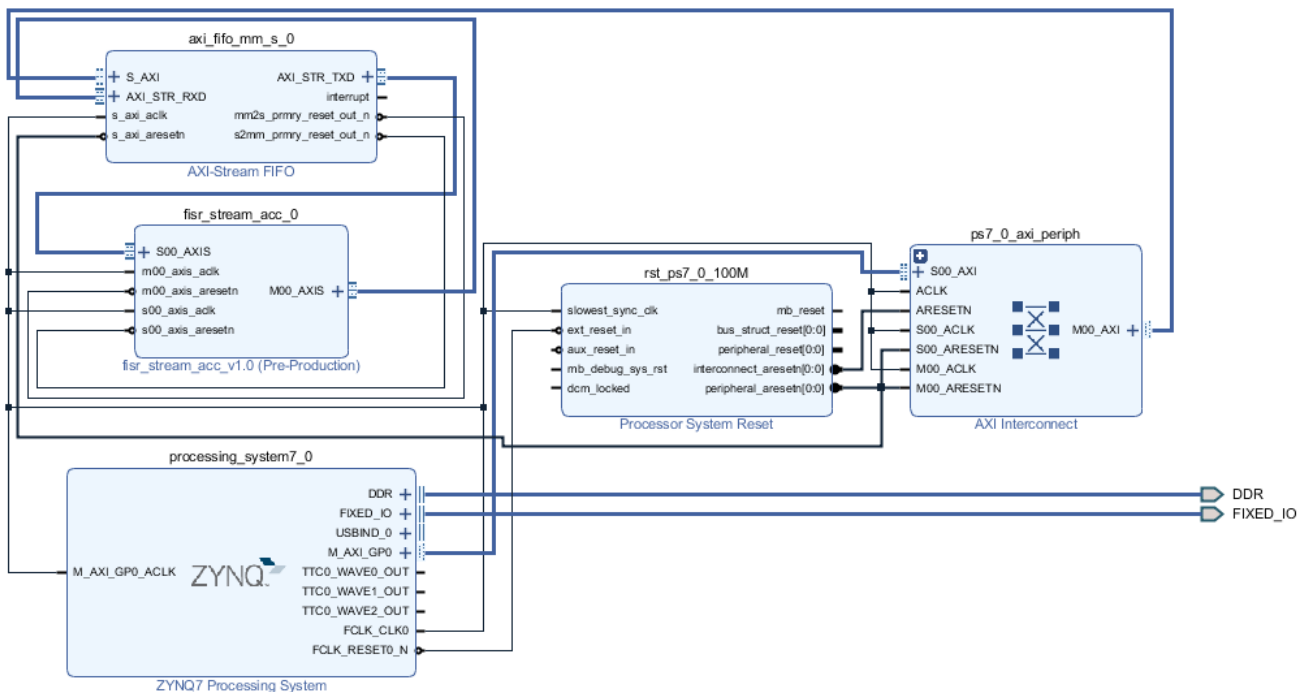 axi_fifo_mm_s_0
S_AXI
AXI_STR_RXD
s_axi_aclk
s_axi_aresetn
AXI_STR_TXD
interrupt
mm2s_prmry_reset_out_n
s2mm_prmry_reset_out_n
AXI-Stream FIFO
fisr_stream_acc_0
S00_AXIS
m00_axis_aclk
m00_axis_aresetn
s00_axis_aclk
s00_axis_aresetn
M00_AXIS
fisr_stream_acc_v1.0 (Pre-Production)
rst_ps7_0_100M
slowest_sync_clk
ext_reset_in
aux_reset_in
mb_debug_sys_rst
dcm_locked
mb_reset
bus_struct_reset[0:0]
peripheral_reset[0:0]
interconnect_aresetn[0:0]
peripheral_aresetn[0:0]
Processor System Reset
ps7_0_axi_periph
S00_AXI
ACLK
ARESETN
S00_ACLK
S00_ARESETN
M00_ACLK
M00_ARESETN
M00_AXI
AXI Interconnect
processing_system7_0
M_AXI_GP0_ACLK
ZYNQ
DDR
FIXED_IO
USBIND_0
M_AXI_GP0
TTC0_WAVE0_OUT
TTC0_WAVE1_OUT
TTC0_WAVE2_OUT
FCLK_CLK0
FCLK_RESET0_N
ZYNQ7 Processing System
DDR
FIXED_IO